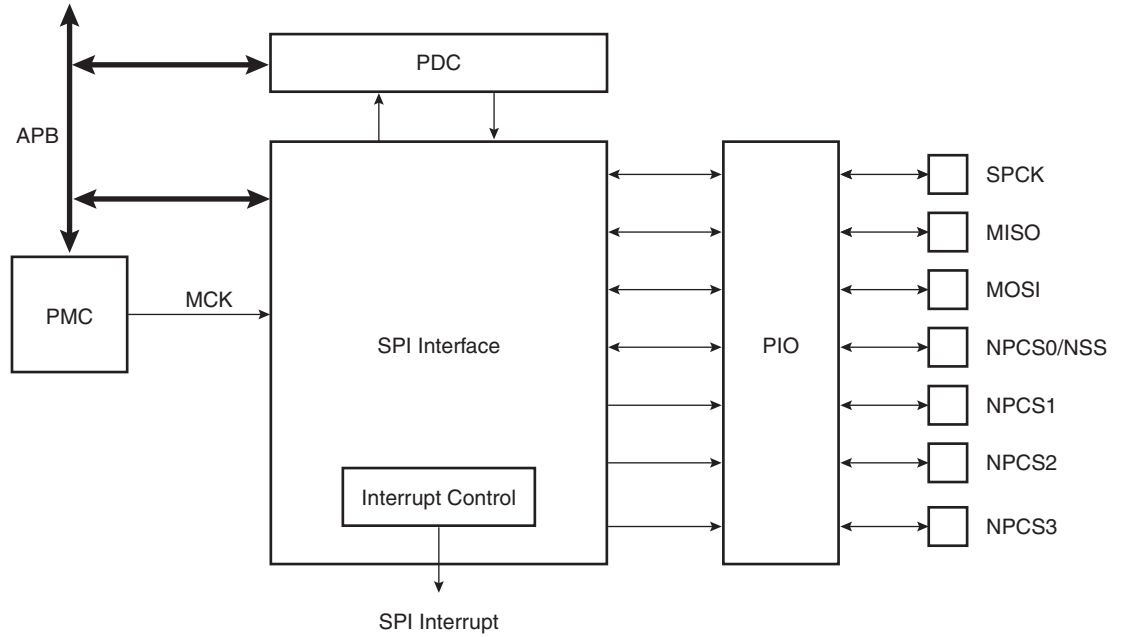 PDC
APB
SPCK
MISO
MCK
MOSI
PMC
SPI Interface
PIO
NPCS0/NSS
NPCS1
NPCS2
Interrupt Control
NPCS3
SPI Interrupt